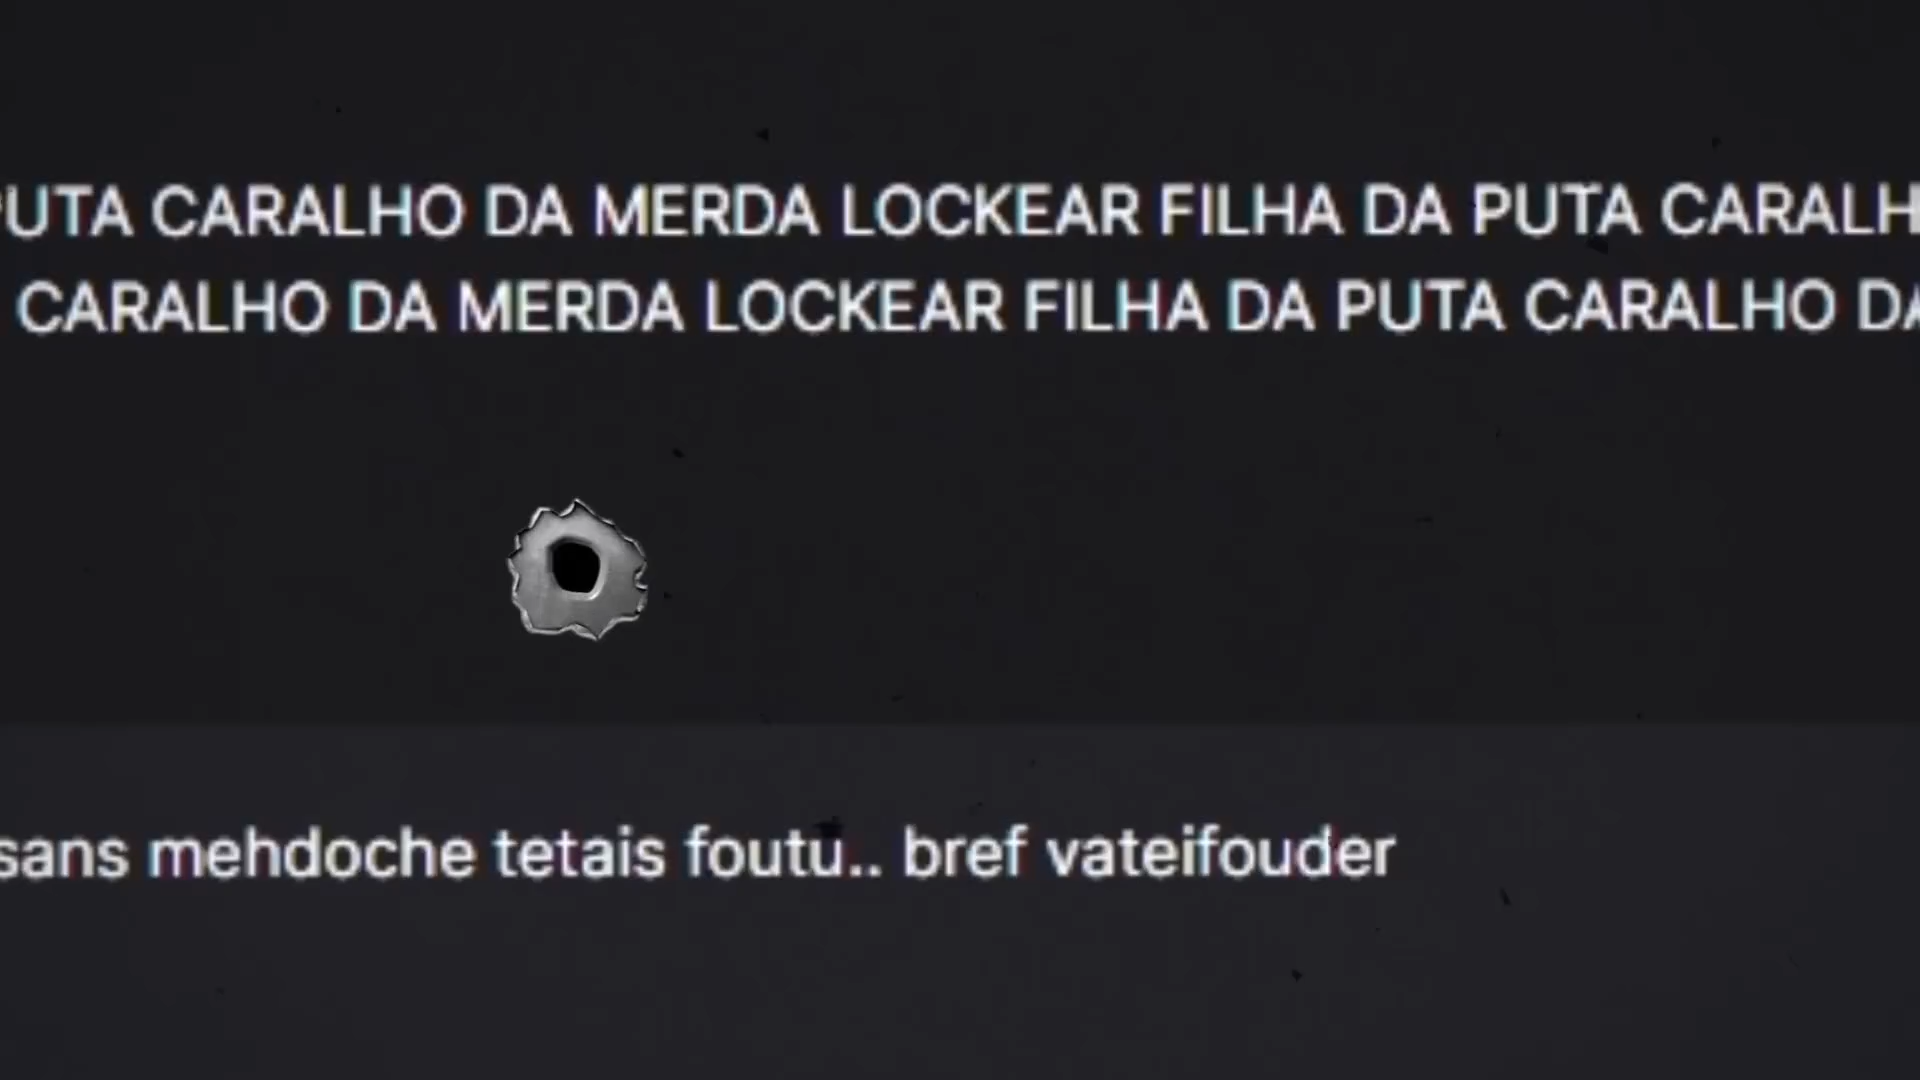 PUTA CARALHO DA MERDA LOCKEAR FILHA DA PUTA CARALH
CARALHO DA MERDA LOCKEAR FILHA DA PUTA CARALHO DA
sans mehdoche tetais foutu.. bref vateifouder